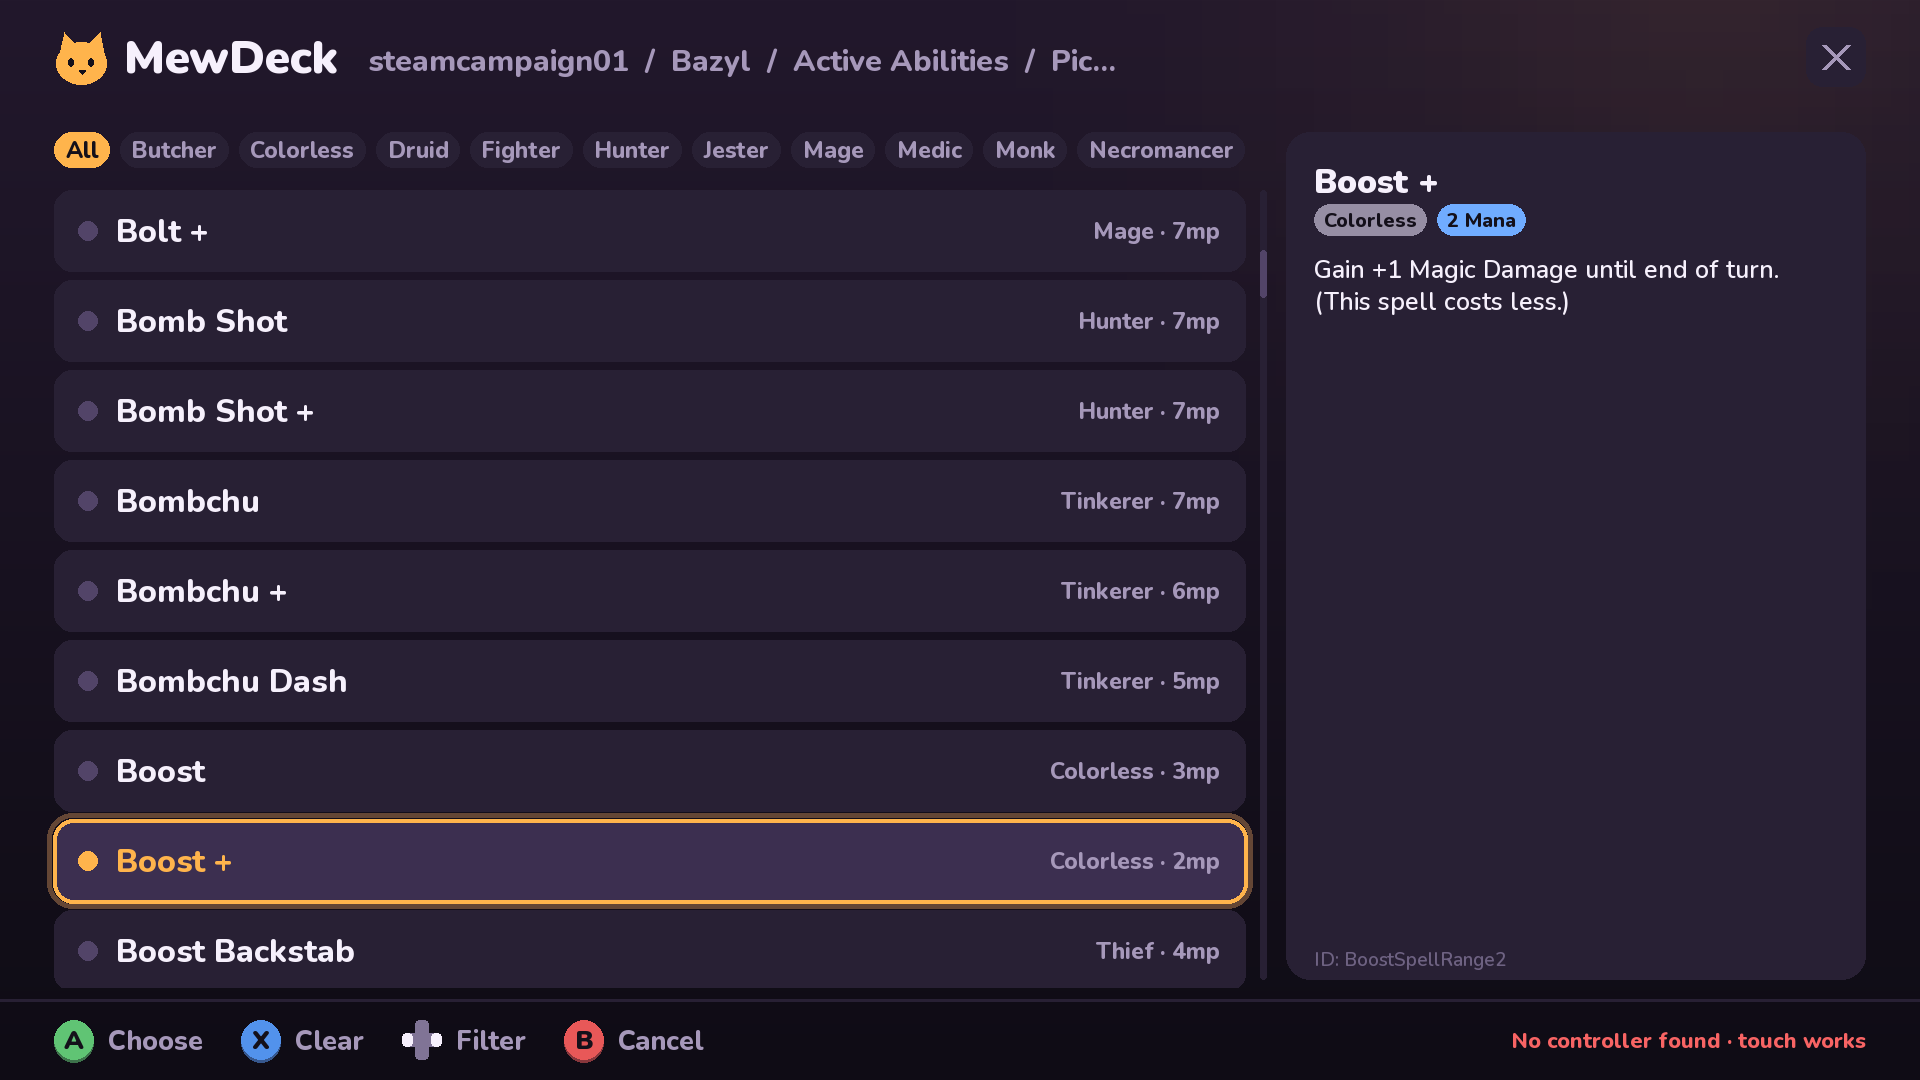 MewDeck steamcampaign01 / Bazyl / Active Abilities / Pic...
All Butcher Colorless Druid Fighter Hunter Jester Mage Medic Monk Necromancer
Bolt + Mage · 7mp
Bomb Shot Hunter · 7mp
Bomb Shot + Hunter · 7mp
Bombchu Tinkerer · 7mp
Bombchu + Tinkerer · 6mp
Bombchu Dash Tinkerer · 5mp
Boost Colorless · 3mp
Boost + Colorless · 2mp
Boost Backstab Thief · 4mp
Boost +
Colorless 2 Mana
Gain +1 Magic Damage until end of turn.
(This spell costs less.)
ID: BoostSpellRange2
A Choose X Clear Filter B Cancel No controller found · touch works